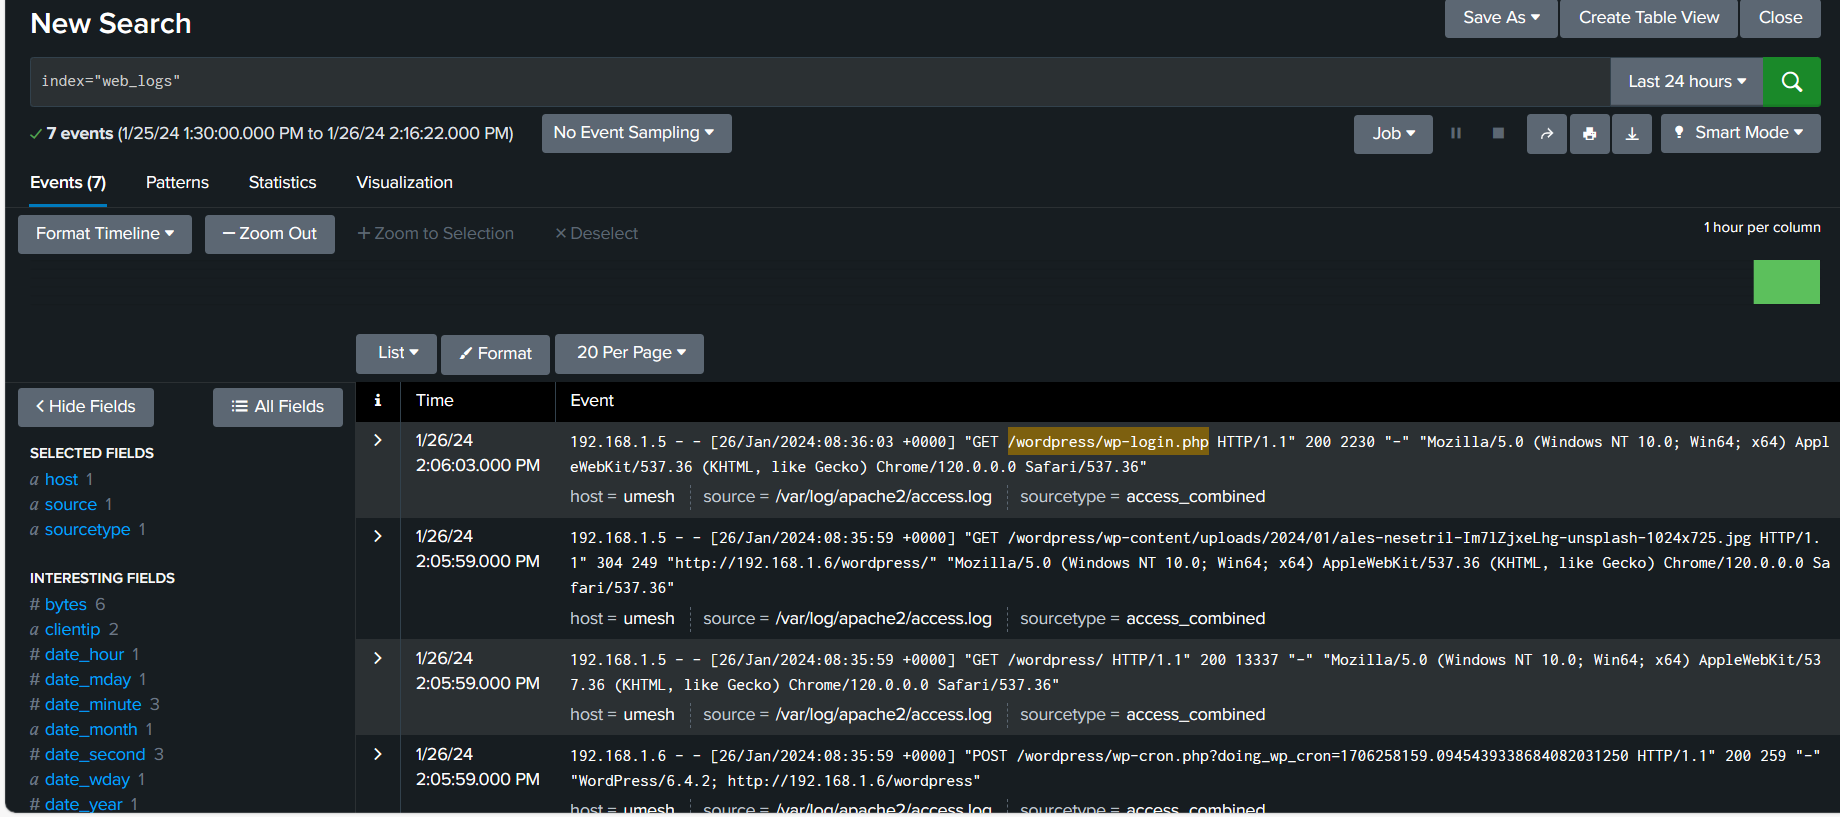 New Search
Save As
Create Table View
Close
index="web_logs"
Last 24 hours
7 events (1/25/24 1:30:00.000 PM to 1/26/24 2:16:22.000 PM)
No Event Sampling
Job
Smart Mode
Events (7)
Patterns
Statistics
Visualization
Format Timeline
— Zoom Out
+ Zoom to Selection
× Deselect
1 hour per column
List
Format
20 Per Page
< Hide Fields
All Fields
i
Time
Event
SELECTED FIELDS
a host 1
a source 1
a sourcetype 1
INTERESTING FIELDS
# bytes 6
a clientip 2
# date_hour 1
# date_mday 1
# date_minute 3
a date_month 1
# date_second 3
a date_wday 1
# date_year 1
1/26/24
2:06:03.000 PM
192.168.1.5 - - [26/Jan/2024:08:36:03 +0000] "GET /wordpress/wp-login.php HTTP/1.1" 200 2230 "-" "Mozilla/5.0 (Windows NT 10.0; Win64; x64) Appl
eWebKit/537.36 (KHTML, like Gecko) Chrome/120.0.0.0 Safari/537.36"
host = umesh source = /var/log/apache2/access.log sourcetype = access_combined
1/26/24
2:05:59.000 PM
192.168.1.5 - - [26/Jan/2024:08:35:59 +0000] "GET /wordpress/wp-content/uploads/2024/01/ales-nesetril-Im7lZjxeLhg-unsplash-1024x725.jpg HTTP/1.
1" 304 249 "http://192.168.1.6/wordpress/" "Mozilla/5.0 (Windows NT 10.0; Win64; x64) AppleWebKit/537.36 (KHTML, like Gecko) Chrome/120.0.0.0 Sa
fari/537.36"
host = umesh source = /var/log/apache2/access.log sourcetype = access_combined
1/26/24
2:05:59.000 PM
192.168.1.5 - - [26/Jan/2024:08:35:59 +0000] "GET /wordpress/ HTTP/1.1" 200 13337 "-" "Mozilla/5.0 (Windows NT 10.0; Win64; x64) AppleWebKit/53
7.36 (KHTML, like Gecko) Chrome/120.0.0.0 Safari/537.36"
host = umesh source = /var/log/apache2/access.log sourcetype = access_combined
1/26/24
2:05:59.000 PM
192.168.1.6 - - [26/Jan/2024:08:35:59 +0000] "POST /wordpress/wp-cron.php?doing_wp_cron=1706258159.0945439338684082031250 HTTP/1.1" 200 259 "-"
"WordPress/6.4.2; http://192.168.1.6/wordpress"
host = umesh source = /var/log/apache2/access.log sourcetype = access_combined